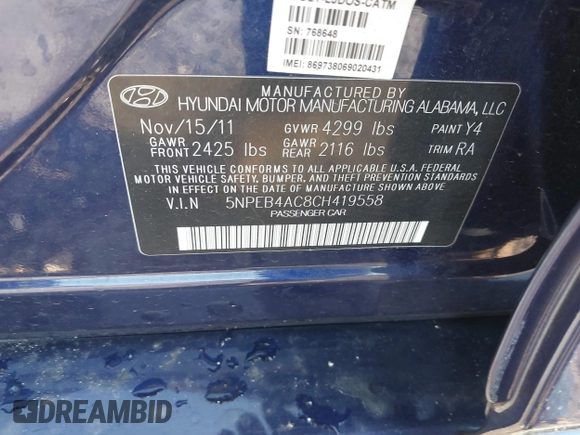 SN: 768648
IMEI: 869738069020431
MANUFACTURED BY
HYUNDAI MOTOR MANUFACTURING ALABAMA, LLC
Nov/15/11 GVWR 4299 lbs PAINT Y4
GAWR FRONT 2425 lbs GAWR REAR 2116 lbs TRIM RA
THIS VEHICLE CONFORMS TO ALL APPLICABLE U.S.A. FEDERAL
MOTOR VEHICLE SAFETY, BUMPER, AND THEFT PREVENTION STANDARDS
IN EFFECT ON THE DATE OF MANUFACTURE SHOWN ABOVE.
V.I.N 5NPEB4AC8CH419558
PASSENGER CAR
DREAMBID